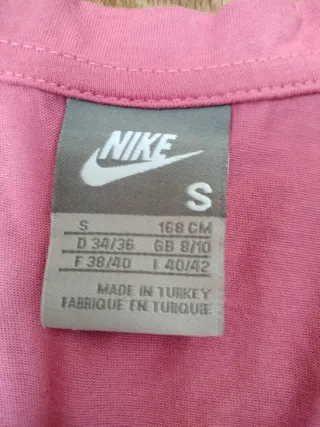 NIKE
S
S 168 CM
D 34/36 GB 8/10
F 38/40 I 40/42
MADE IN TURKEY
FABRIQUE EN TURQUIE